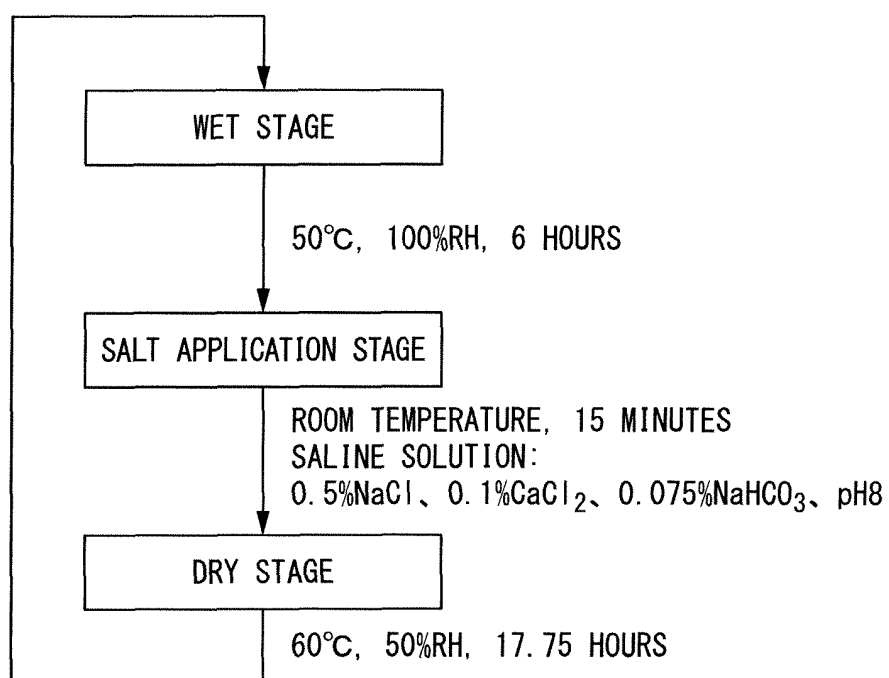 WET STAGE
50℃, 100%RH, 6 HOURS
SALT APPLICATION STAGE
ROOM TEMPERATURE, 15 MINUTES
SALINE SOLUTION:
0.5%NaCl、0.1%CaCl₂、0.075%NaHCO₃、pH8
DRY STAGE
60℃, 50%RH, 17.75 HOURS